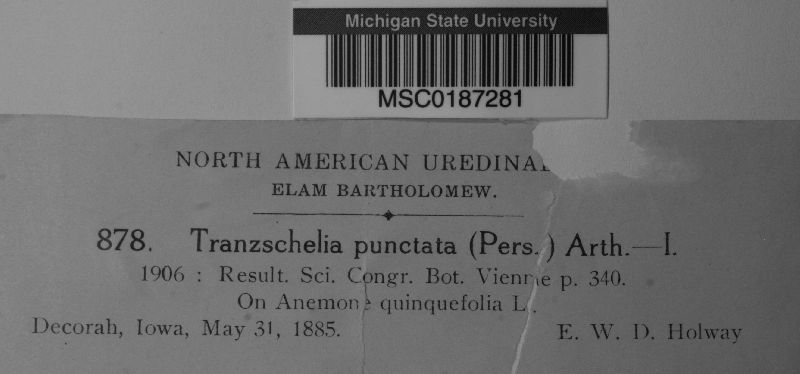 Michigan State University
MSC0187281
NORTH AMERICAN
ELAM BARTHOLOMEW.
878. Tranzschelia punctata (Pers.) Arth.—I.
1906 : Result. Sci. Congr. Bot. Vienne p. 340.
On Anemone quinquefolia L.
Decorah, Iowa, May 31, 1885.
E. W. D. Holway